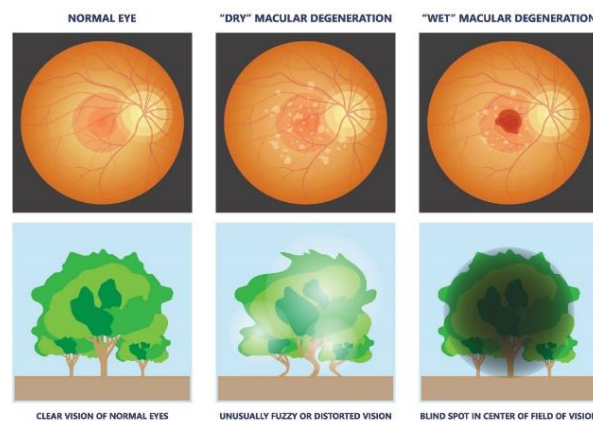 NORMAL EYE
"DRY" MACULAR DEGENERATION
"WET" MACULAR DEGENERATION
CLEAR VISION OF NORMAL EYES
UNUSUALLY FUZZY OR DISTORTED VISION
BLIND SPOT IN CENTER OF FIELD OF VISION